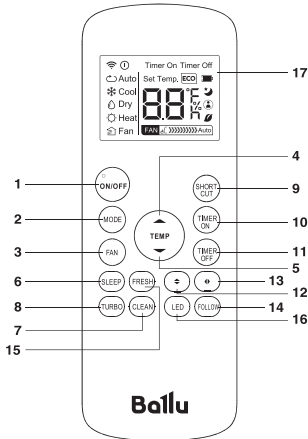 Timer On Timer Off
Auto Set Temp. ECO
Cool 88 °F
Dry %
Heat
Fan FAN Auto
17
4
1 ON/OFF SHORT CUT 9
2 MODE TEMP TIMER ON 10
3 FAN TIMER OFF 11
5
6 SLEEP FRESH 13
12
8 TURBO CLEAN LED FOLLOW 14
7 16
15
Ballu